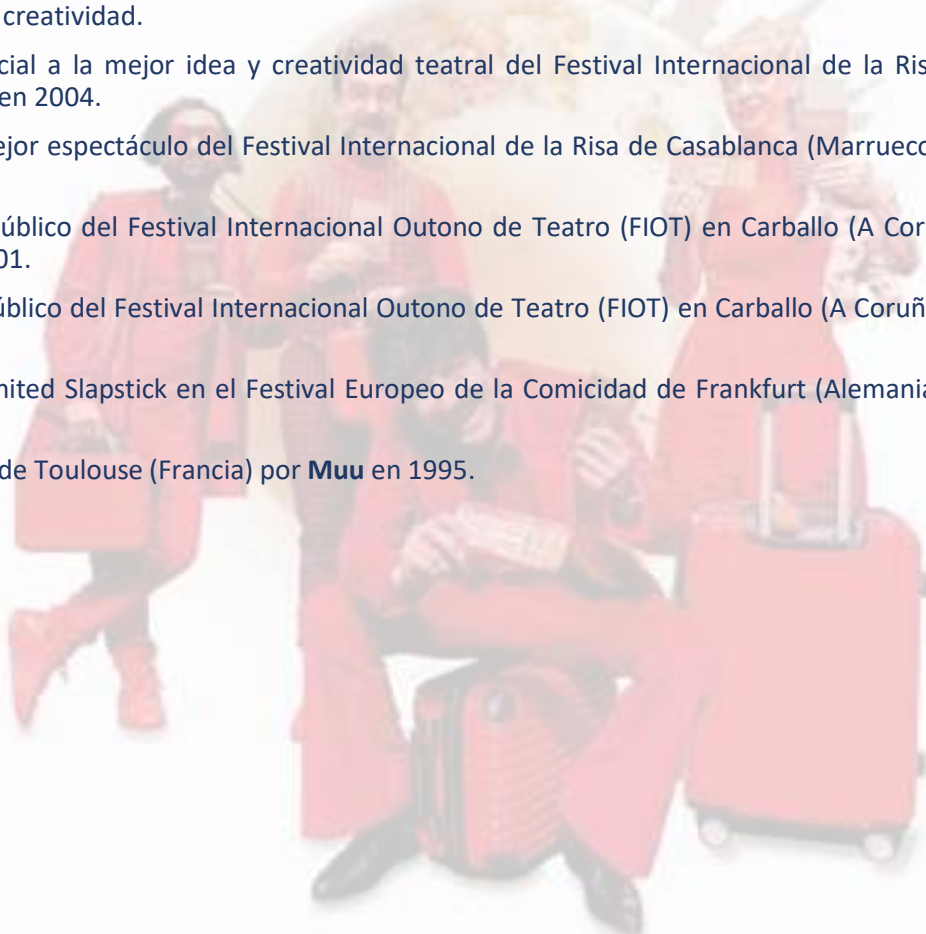 creatividad.
cial a la mejor idea y creatividad teatral del Festival Internacional de la Ris
en 2004.
ejor espectáculo del Festival Internacional de la Risa de Casablanca (Marruecc
úblico del Festival Internacional Outono de Teatro (FIOT) en Carballo (A Cor
01.
úblico del Festival Internacional Outono de Teatro (FIOT) en Carballo (A Coruñ
nited Slapstick en el Festival Europeo de la Comicidad de Frankfurt (Alemania
de Toulouse (Francia) por Muu en 1995.